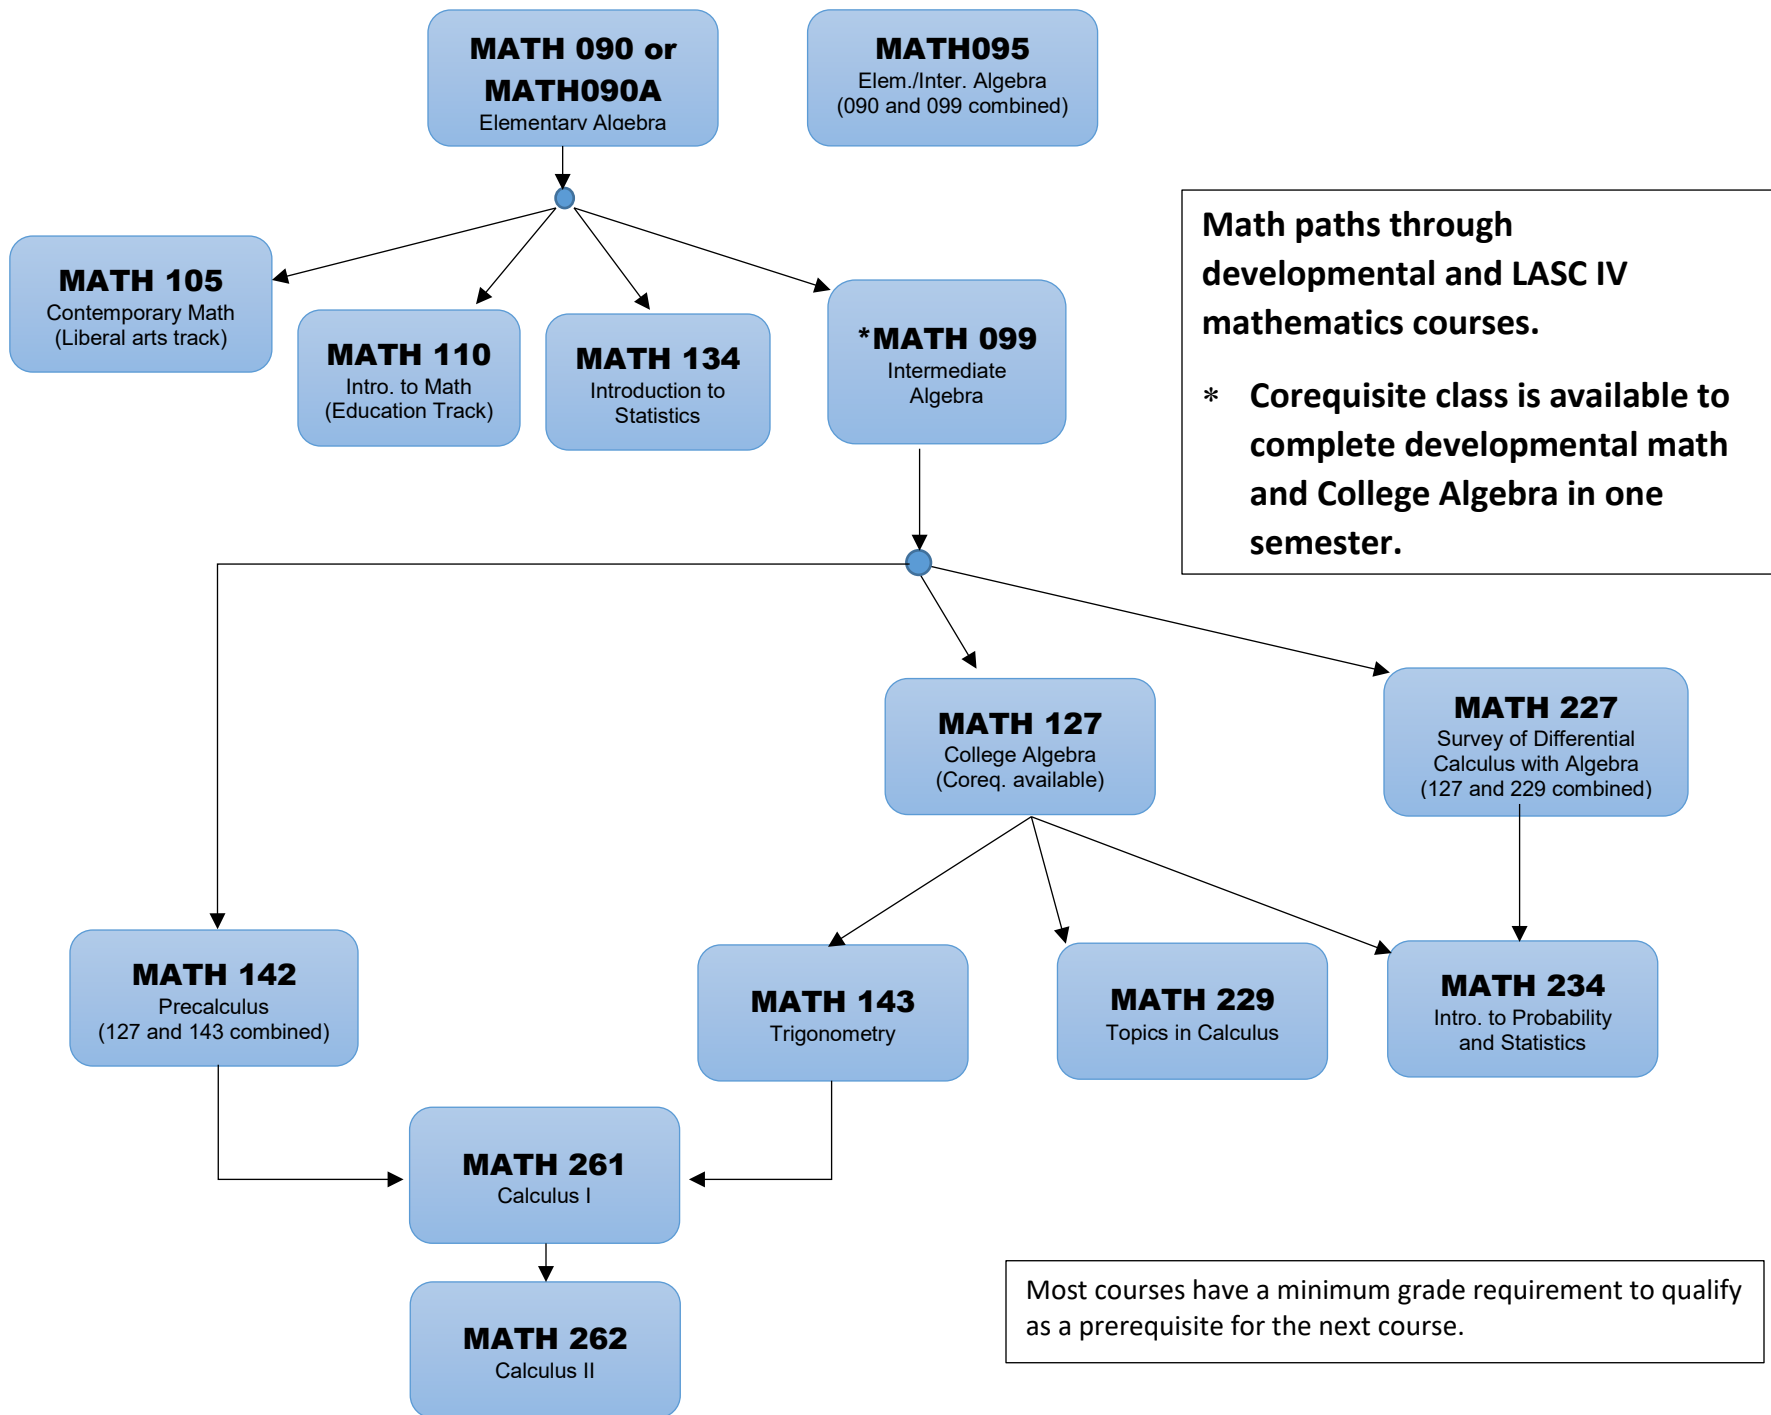 MATH 090 or
MATH090A
Elementary Algebra
MATH095
Elem./Inter. Algebra
(090 and 099 combined)
Math paths through
developmental and LASC IV
mathematics courses.
* Corequisite class is available to
complete developmental math
and College Algebra in one
semester.
MATH 105
Contemporary Math
(Liberal arts track)
MATH 110
Intro. to Math
(Education Track)
MATH 134
Introduction to
Statistics
*MATH 099
Intermediate
Algebra
MATH 127
College Algebra
(Coreq. available)
MATH 227
Survey of Differential
Calculus with Algebra
(127 and 229 combined)
MATH 142
Precalculus
(127 and 143 combined)
MATH 143
Trigonometry
MATH 229
Topics in Calculus
MATH 234
Intro. to Probability
and Statistics
MATH 261
Calculus I
MATH 262
Calculus II
Most courses have a minimum grade requirement to qualify
as a prerequisite for the next course.